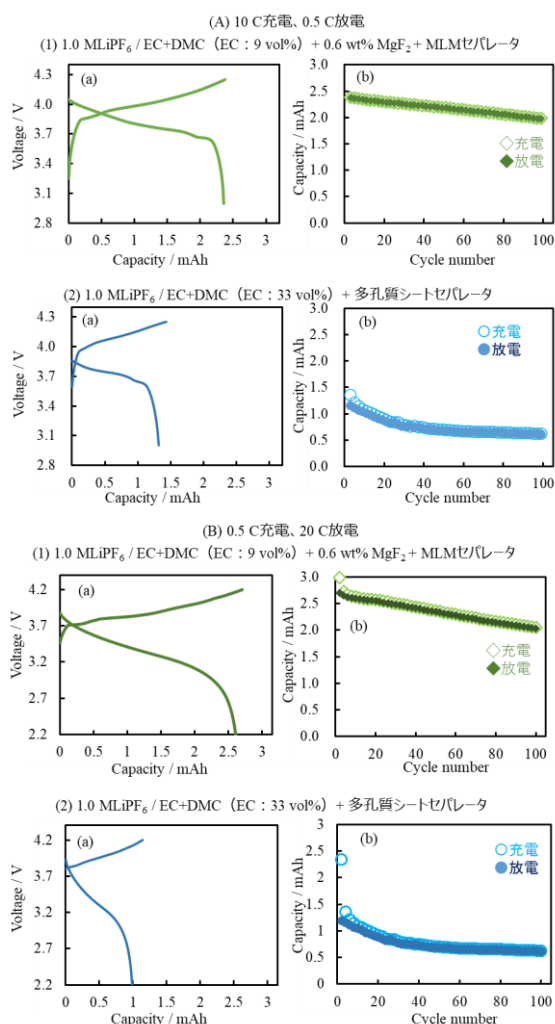 (A) 10 C充電、0.5 C放電
(1) 1.0 MLiPF6 / EC+DMC（EC：9 vol%）+ 0.6 wt% MgF2 + MLMセパレータ
(a)
Voltage / V
4.3
4.0
3.7
3.4
3.1
2.8
0 0.5 1 1.5 2 2.5 3
Capacity / mAh
(b)
Capacity / mAh
3.0
2.5
2.0
1.5
1.0
0.5
0.0
充電
放電
0 20 40 60 80 100
Cycle number
(2) 1.0 MLiPF6 / EC+DMC（EC：33 vol%）+ 多孔質シートセパレータ
(a)
Voltage / V
4.3
4.0
3.7
3.4
3.1
2.8
0 0.5 1 1.5 2 2.5 3
Capacity / mAh
(b)
Capacity / mAh
3.0
2.5
2.0
1.5
1.0
0.5
0.0
充電
放電
0 20 40 60 80 100
Cycle number
(B) 0.5 C充電、20 C放電
(1) 1.0 MLiPF6 / EC+DMC（EC：9 vol%）+ 0.6 wt% MgF2 + MLMセパレータ
(a)
Voltage / V
4.2
3.7
3.2
2.7
2.2
0 0.5 1 1.5 2 2.5 3
Capacity / mAh
(b)
Capacity / mAh
3.0
2.5
2.0
1.5
1.0
0.5
0.0
充電
放電
0 20 40 60 80 100
Cycle number
(2) 1.0 MLiPF6 / EC+DMC（EC：33 vol%）+ 多孔質シートセパレータ
(a)
Voltage / V
4.2
3.7
3.2
2.7
2.2
0 1 2 3
Capacity / mAh
(b)
Capacity / mAh
3
2.5
2
1.5
1
0.5
0
充電
放電
0 20 40 60 80 100
Cycle number